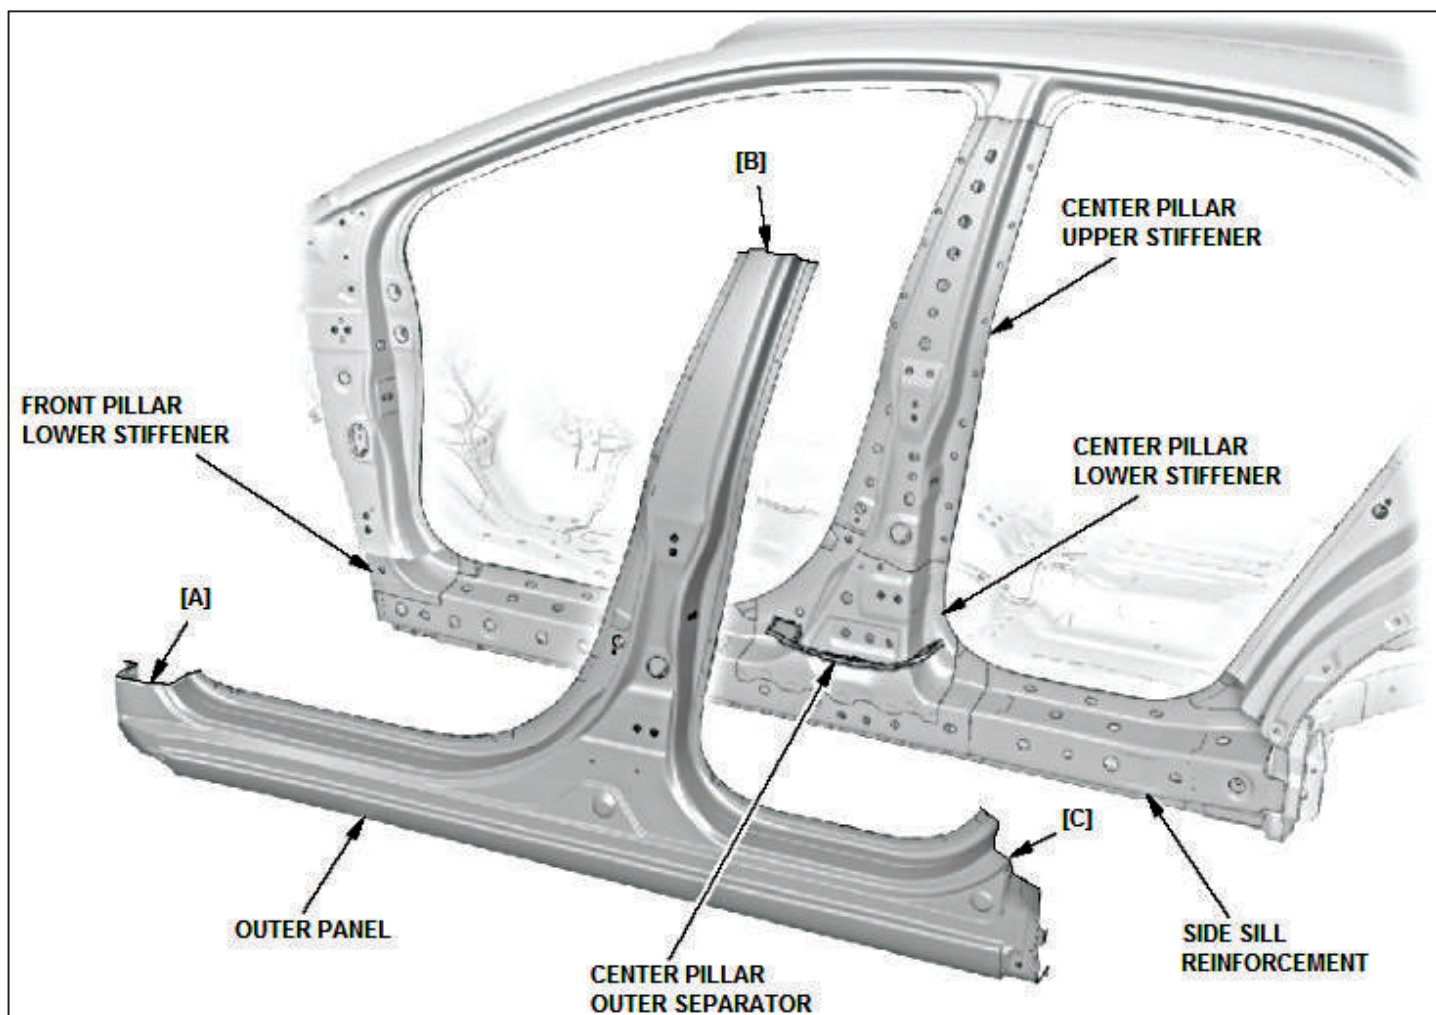 [B]
CENTER PILLAR
UPPER STIFFENER
FRONT PILLAR
LOWER STIFFENER
CENTER PILLAR
LOWER STIFFENER
[A]
[C]
OUTER PANEL
SIDE SILL
REINFORCEMENT
CENTER PILLAR
OUTER SEPARATOR